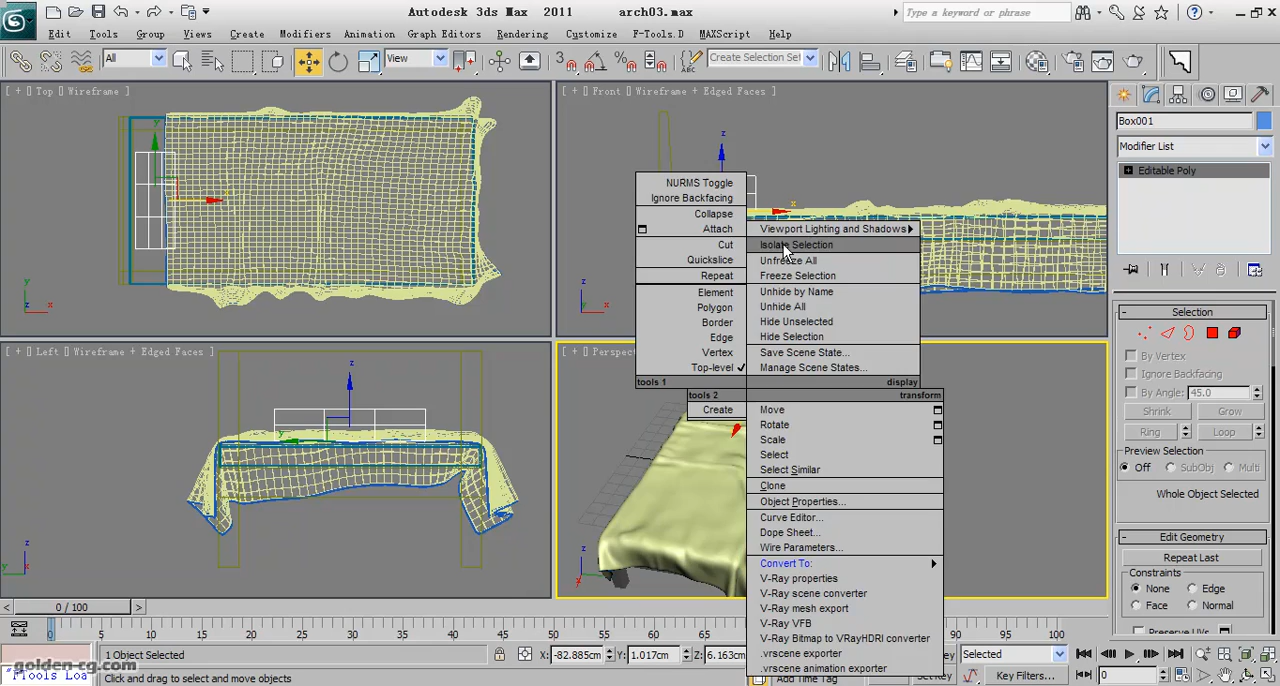 Autodesk 3ds Max 2011 arch03.max
Type a keyword or phrase
Edit Tools Group Views Create Modifiers Animation Graph Editors Rendering Customize F-Tools.D MAXScript Help
All
View
Create Selection Set
[ + [] Top [] Wireframe ]
[ + [] Front [] Wireframe + Edged Faces ]
Box001
Modifier List
Editable Poly
NURMS Toggle
Ignore Backfacing
Collapse
Attach
Cut
Quickslice
Repeat
Element
Polygon
Border
Edge
Vertex
Top-level
tools 1
Viewport Lighting and Shadows
Isolate Selection
Unfreeze All
Freeze Selection
Unhide by Name
Unhide All
Hide Unselected
Hide Selection
Save Scene State...
Manage Scene States...
display
tools 2
transform
Create
Move
Rotate
Scale
Select
Select Similar
Clone
Object Properties...
Curve Editor...
Dope Sheet...
Wire Parameters...
Convert To:
V-Ray properties
V-Ray scene converter
V-Ray mesh export
V-Ray VFB
V-Ray Bitmap to VRayHDRI converter
.vrscene exporter
.vrscene animation exporter
[ + [] Left [] Wireframe + Edged Faces ]
Selection
By Vertex
Ignore Backfacing
By Angle: 45.0
Shrink Grow
Ring Loop
Preview Selection
Off SubObj Multi
Whole Object Selected
Edit Geometry
Repeat Last
Constraints
None Edge
Face Normal
Preserve UVs
0 / 100
0 5 10 15 20 25 30 35 40 45 50 55 60 65 90 95 100
1 Object Selected
X: -82.885cm Y: 1.017cm Z: 6.163cm
Selected
golden-cg.com
"FTools Loa
Click and drag to select and move objects
Add Time Tag
Set Key
Key Filters...
0